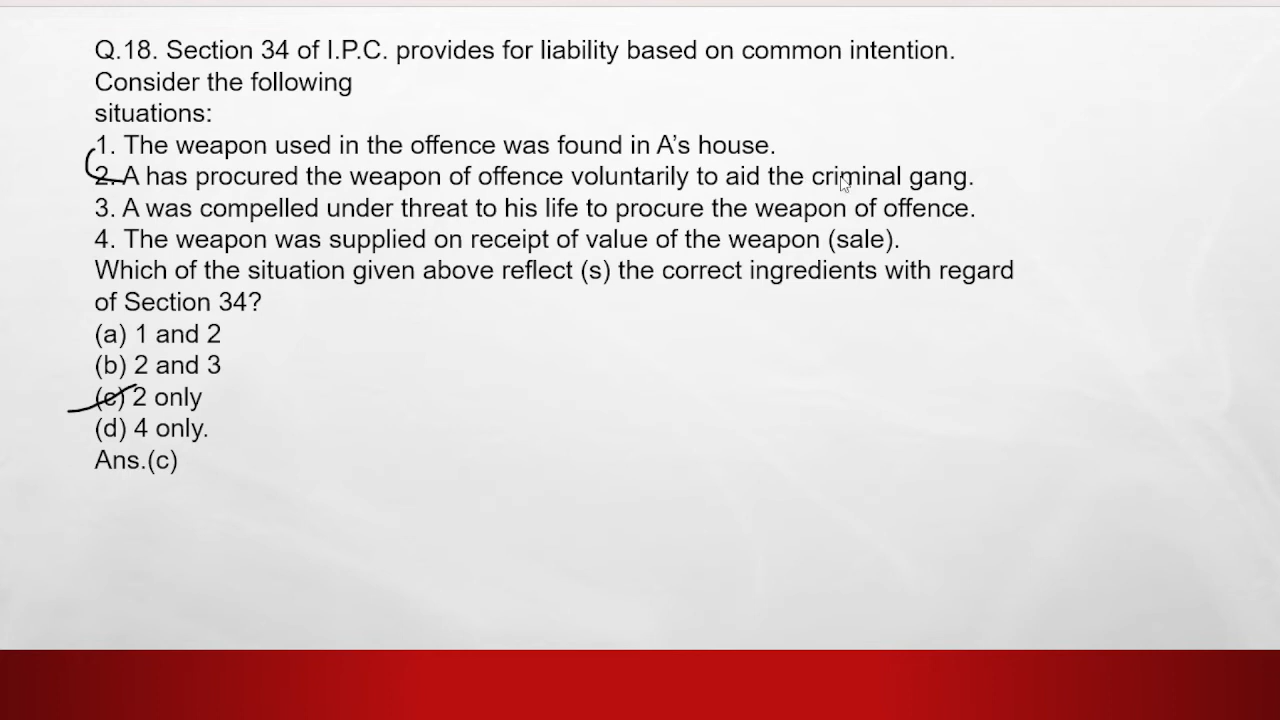 Q.18. Section 34 of I.P.C. provides for liability based on common intention.
Consider the following
situations:
1. The weapon used in the offence was found in A's house.
2. A has procured the weapon of offence voluntarily to aid the criminal gang.
3. A was compelled under threat to his life to procure the weapon of offence.
4. The weapon was supplied on receipt of value of the weapon (sale).
Which of the situation given above reflect (s) the correct ingredients with regard
of Section 34?
(a) 1 and 2
(b) 2 and 3
(c) 2 only
(d) 4 only.
Ans.(c)